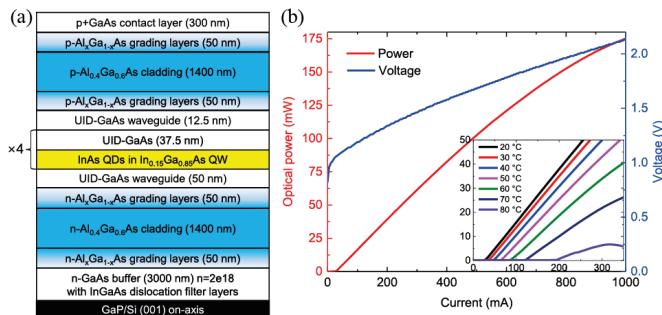 (a)
p+GaAs contact layer (300 nm)
p-AlxGa1-xAs grading layers (50 nm)
p-Al0.4Ga0.6As cladding (1400 nm)
p-AlxGa1-xAs grading layers (50 nm)
UID-GaAs waveguide (12.5 nm)
×4
UID-GaAs (37.5 nm)
InAs QDs in In0.15Ga0.85As QW
UID-GaAs waveguide (50 nm)
n-AlxGa1-xAs grading layers (50 nm)
n-Al0.4Ga0.6As cladding (1400 nm)
n-AlxGa1-xAs grading layers (50 nm)
n-GaAs buffer (3000 nm) n=2e18
with InGaAs dislocation filter layers
GaP/Si (001) on-axis
(b)
Optical power (mW)
175
150
125
100
75
50
25
0
Power
Voltage
50
40
30
20
10
0
20 °C
30 °C
40 °C
50 °C
60 °C
70 °C
80 °C
0
100
200
300
2.0
1.5
1.0
0.5
0.0
Voltage (V)
0
200
400
600
800
1000
Current (mA)